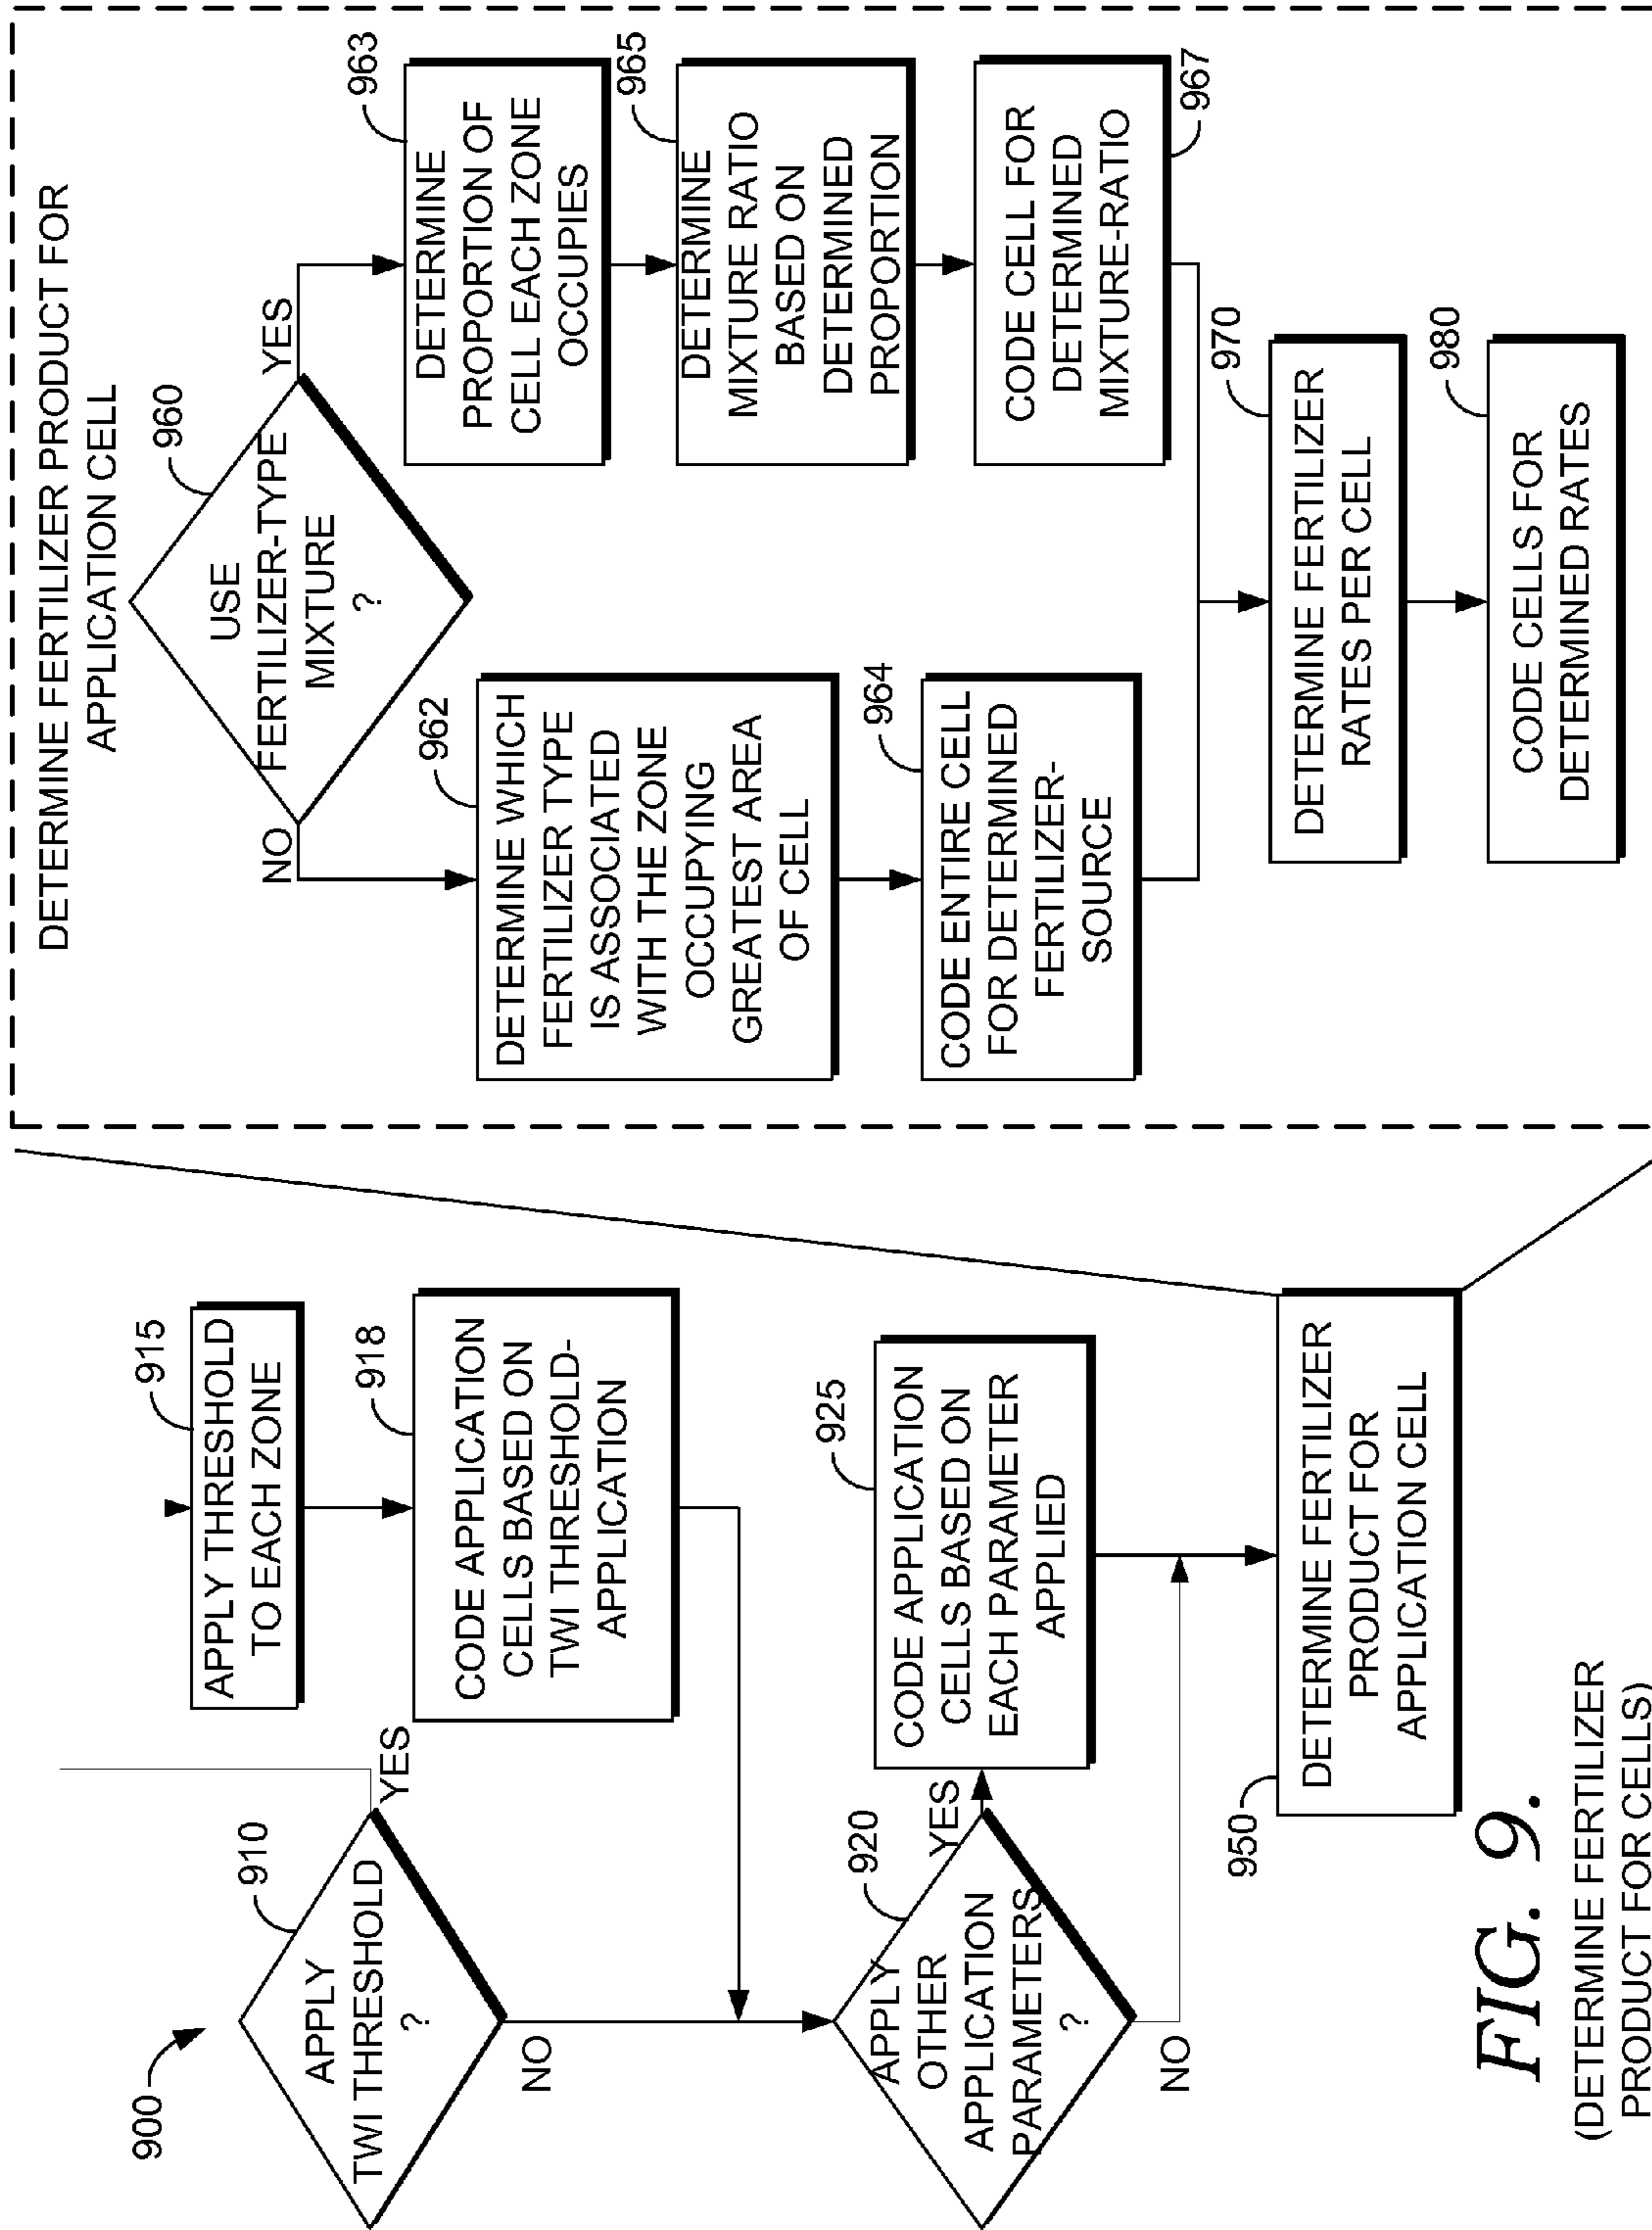 900
910
APPLY
TWI THRESHOLD
?
YES
NO
915
APPLY THRESHOLD
TO EACH ZONE
918
CODE APPLICATION
CELLS BASED ON
TWI THRESHOLD-
APPLICATION
920
APPLY
OTHER
APPLICATION
PARAMETERS
?
YES
NO
925
CODE APPLICATION
CELLS BASED ON
EACH PARAMETER
APPLIED
950
DETERMINE FERTILIZER
PRODUCT FOR
APPLICATION CELL
FIG. 9.
(DETERMINE FERTILIZER
PRODUCT FOR CELLS)
DETERMINE FERTILIZER PRODUCT FOR
APPLICATION CELL
960
USE
FERTILIZER-TYPE
MIXTURE
?
NO
YES
962
DETERMINE WHICH
FERTILIZER TYPE
IS ASSOCIATED
WITH THE ZONE
OCCUPYING
GREATEST AREA
OF CELL
964
CODE ENTIRE CELL
FOR DETERMINED
FERTILIZER-
SOURCE
963
DETERMINE
PROPORTION OF
CELL EACH ZONE
OCCUPIES
965
DETERMINE
MIXTURE RATIO
BASED ON
DETERMINED
PROPORTION
CODE CELL FOR
DETERMINED
MIXTURE-RATIO
967
970
DETERMINE FERTILIZER
RATES PER CELL
980
CODE CELLS FOR
DETERMINED RATES